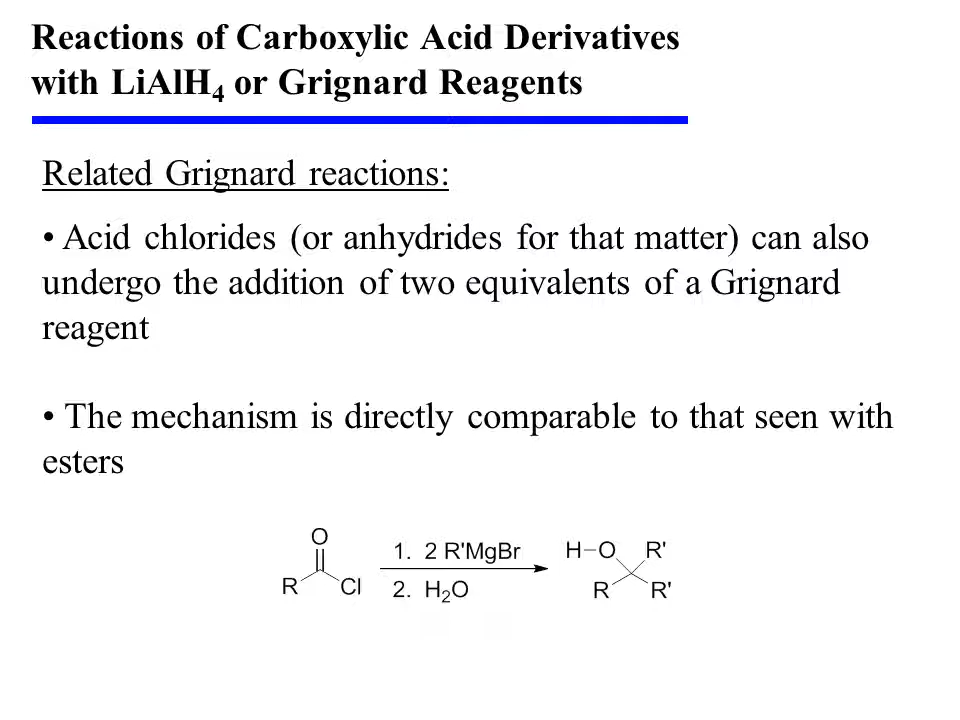 Reactions of Carboxylic Acid Derivatives
with LiAlH₄ or Grignard Reagents
Related Grignard reactions:
• Acid chlorides (or anhydrides for that matter) can also
undergo the addition of two equivalents of a Grignard
reagent
• The mechanism is directly comparable to that seen with
esters
O
R Cl
1. 2 R'MgBr
2. H₂O
H-O R'
R R'